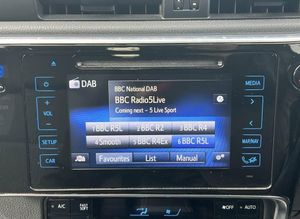 DAB
BBC National DAB
BBC Radio5Live
Coming next – 5 Live Sport
1 BBC R5L
2 BBC R2
3 BBC R4
4 Smooth
5 BBC R4Ex
6 BBC R5L
Favourites
List
Manual
+
VOL
−
SETUP
CAR
MEDIA
MAP/NAV
A/C
AUTO